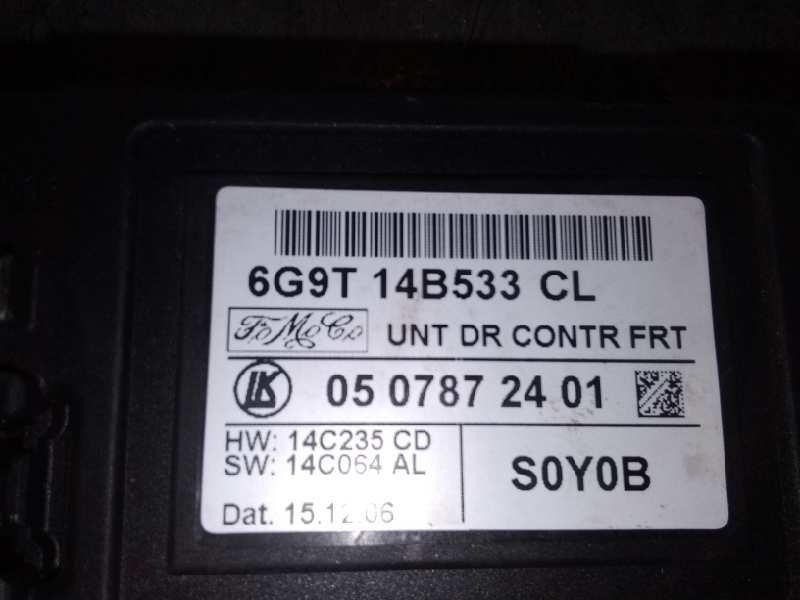 6G9T 14B533 CL
FoMoCo
UNT DR CONTR FRT
LK
05 0787 24 01
HW: 14C235 CD
SW: 14C064 AL
S0Y0B
Dat. 15.12.06